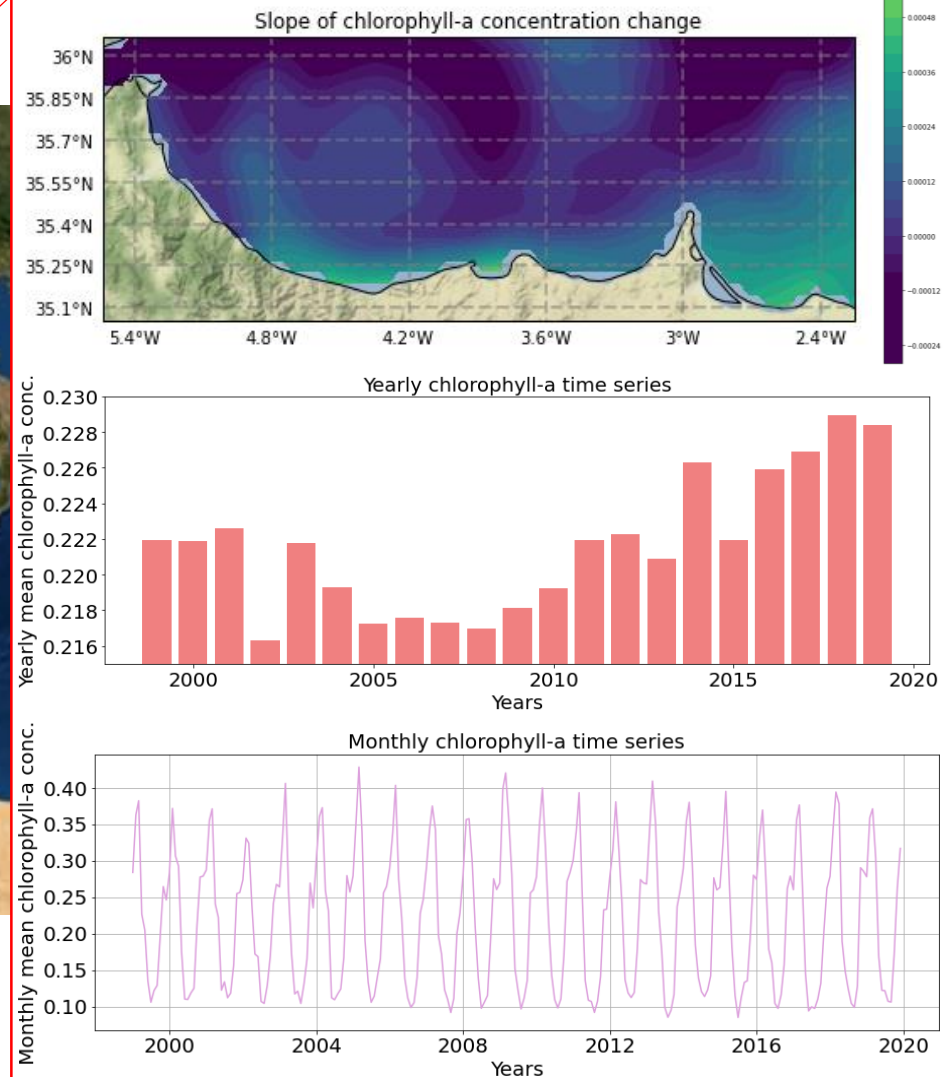 Slope of chlorophyll-a concentration change
36°N
35.85°N
35.7°N
35.55°N
35.4°N
35.25°N
35.1°N
5.4°W 4.8°W 4.2°W 3.6°W 3°W 2.4°W
0.00048
0.00036
0.00024
0.00012
0.00000
−0.00012
−0.00024
Yearly chlorophyll-a time series
Yearly mean chlorophyll-a conc.
0.230
0.228
0.226
0.224
0.222
0.220
0.218
0.216
2000 2005 2010 2015 2020
Years
Monthly chlorophyll-a time series
Monthly mean chlorophyll-a conc.
0.40
0.35
0.30
0.25
0.20
0.15
0.10
2000 2004 2008 2012 2016 2020
Years